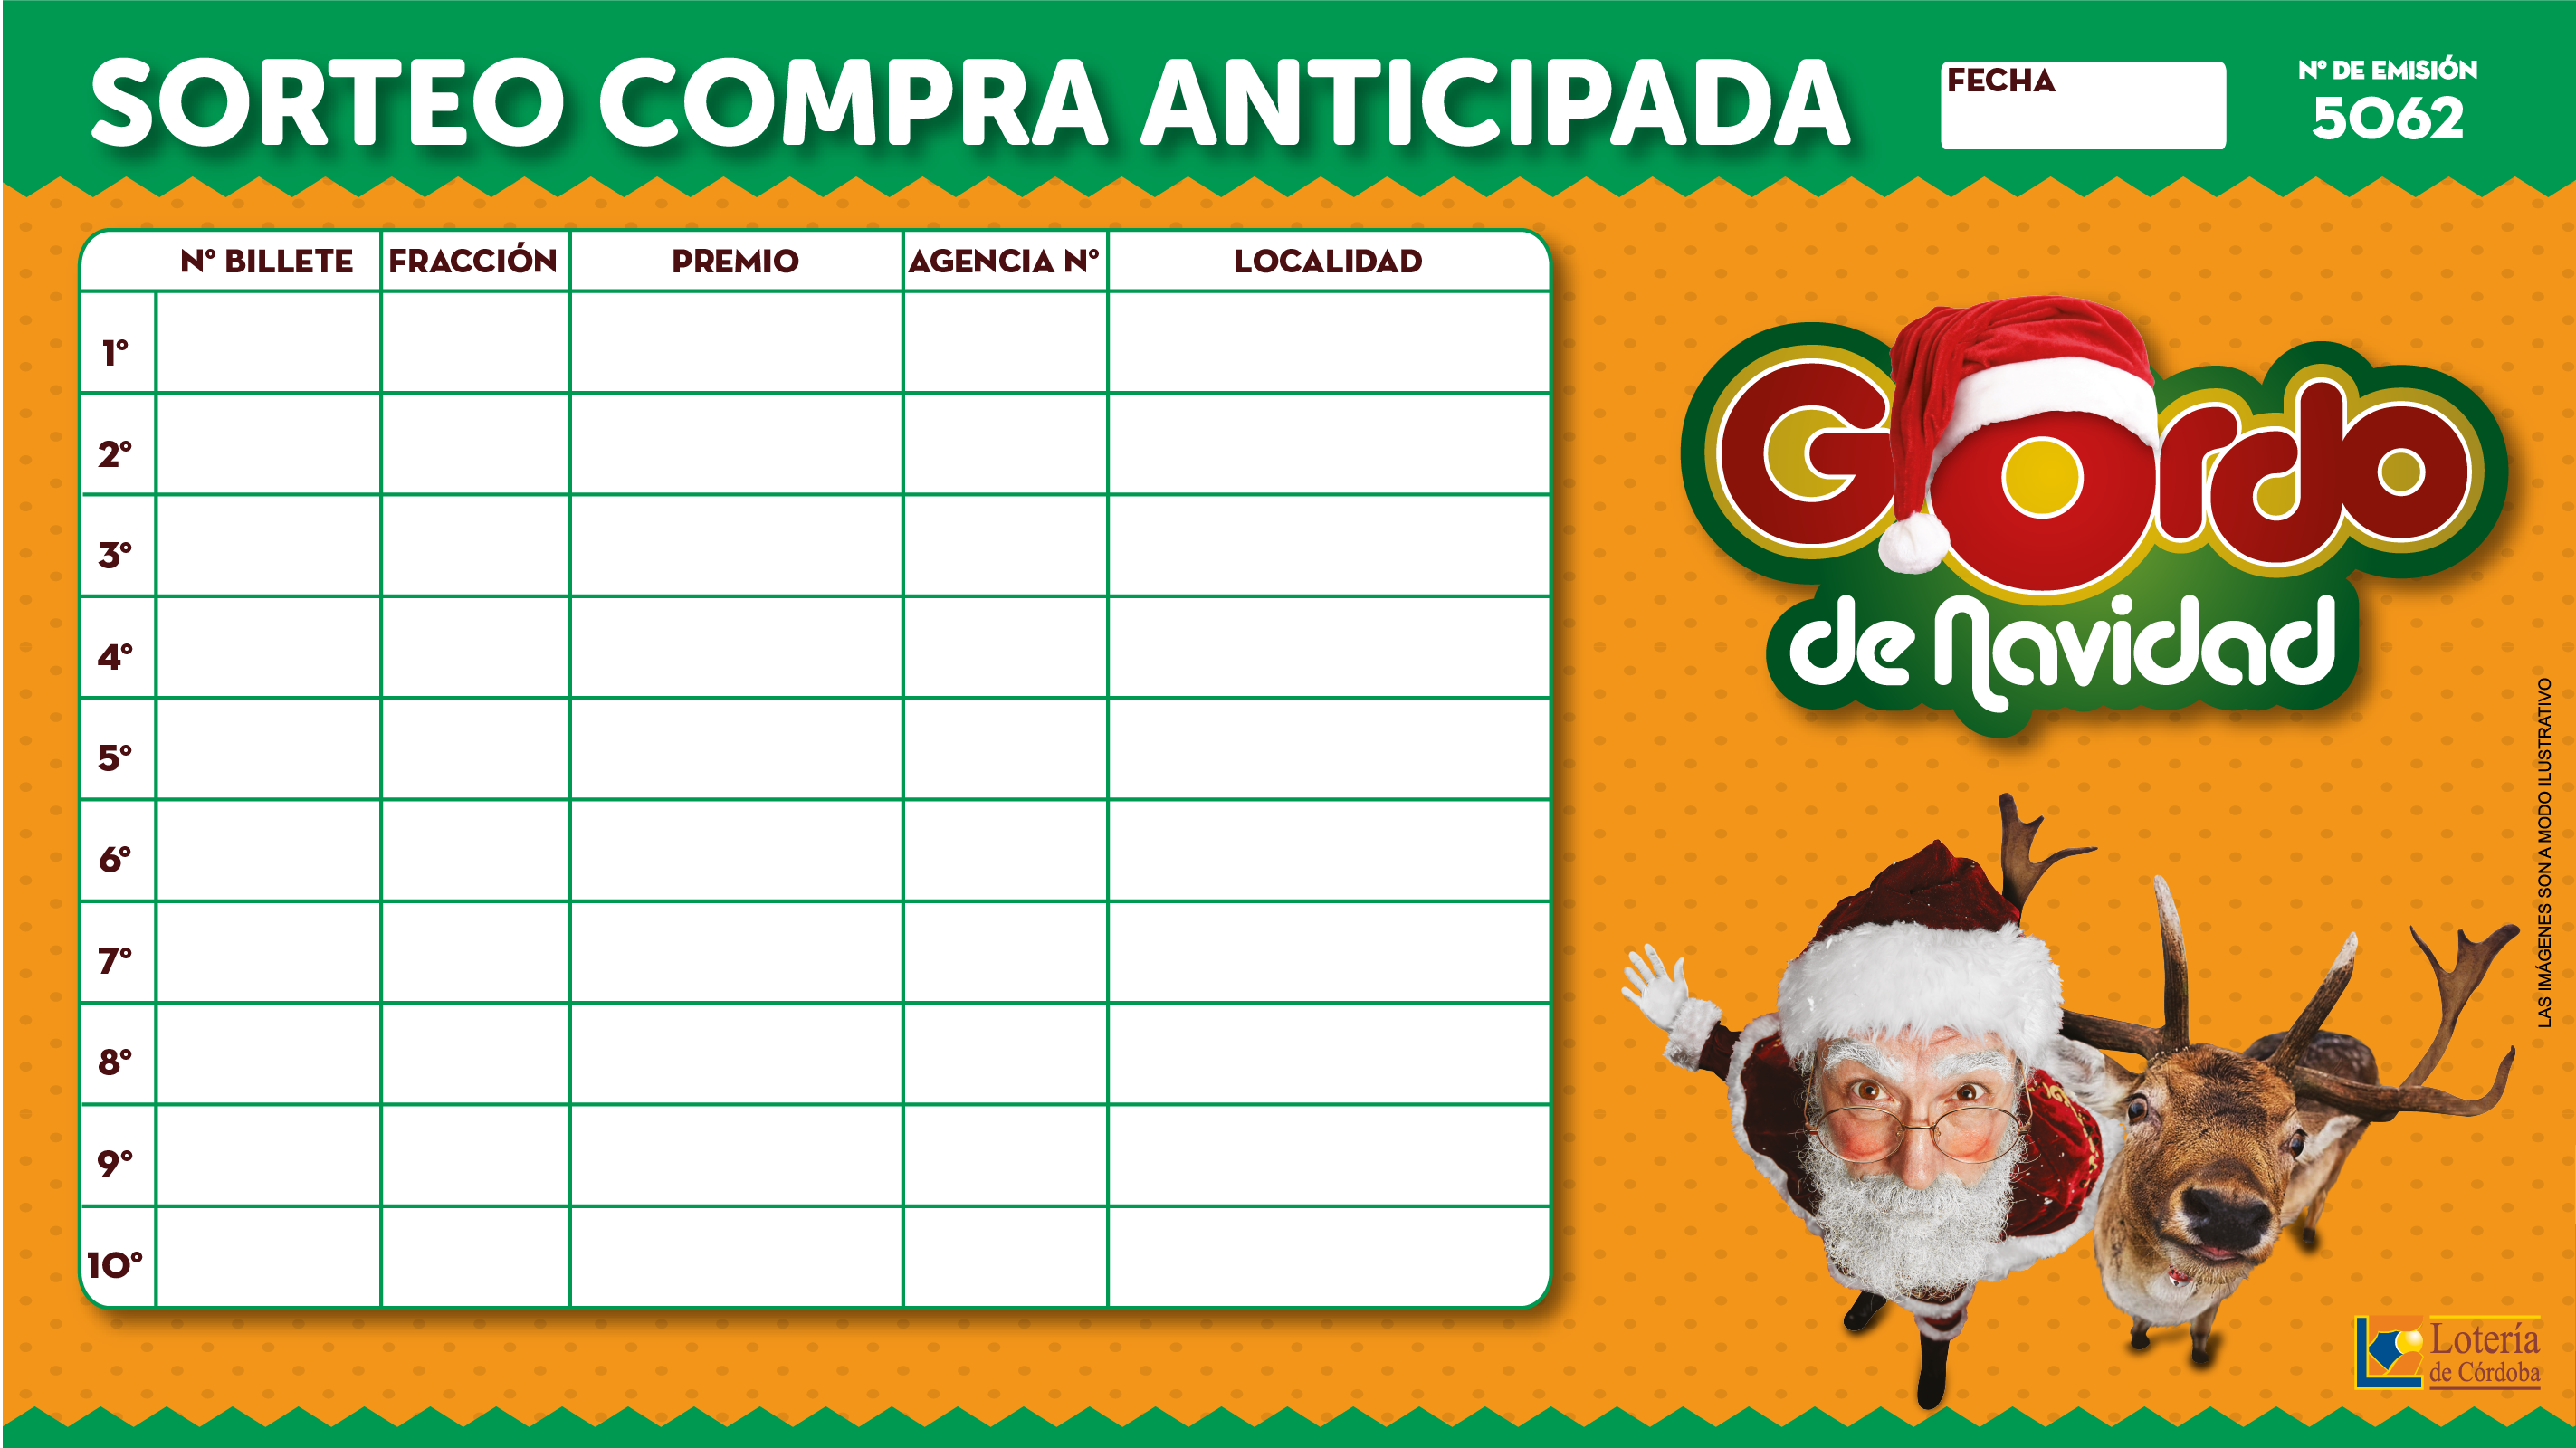 SORTEO COMPRA ANTICIPADA
FECHA
Nº DE EMISIÓN
5062
Nº BILLETE FRACCIÓN PREMIO AGENCIA Nº LOCALIDAD
1º
2º
3º
4º
5º
6º
7º
8º
9º
10º
Gordo
de Navidad
LAS IMÁGENES SON A MODO ILUSTRATIVO
Lotería
de Córdoba